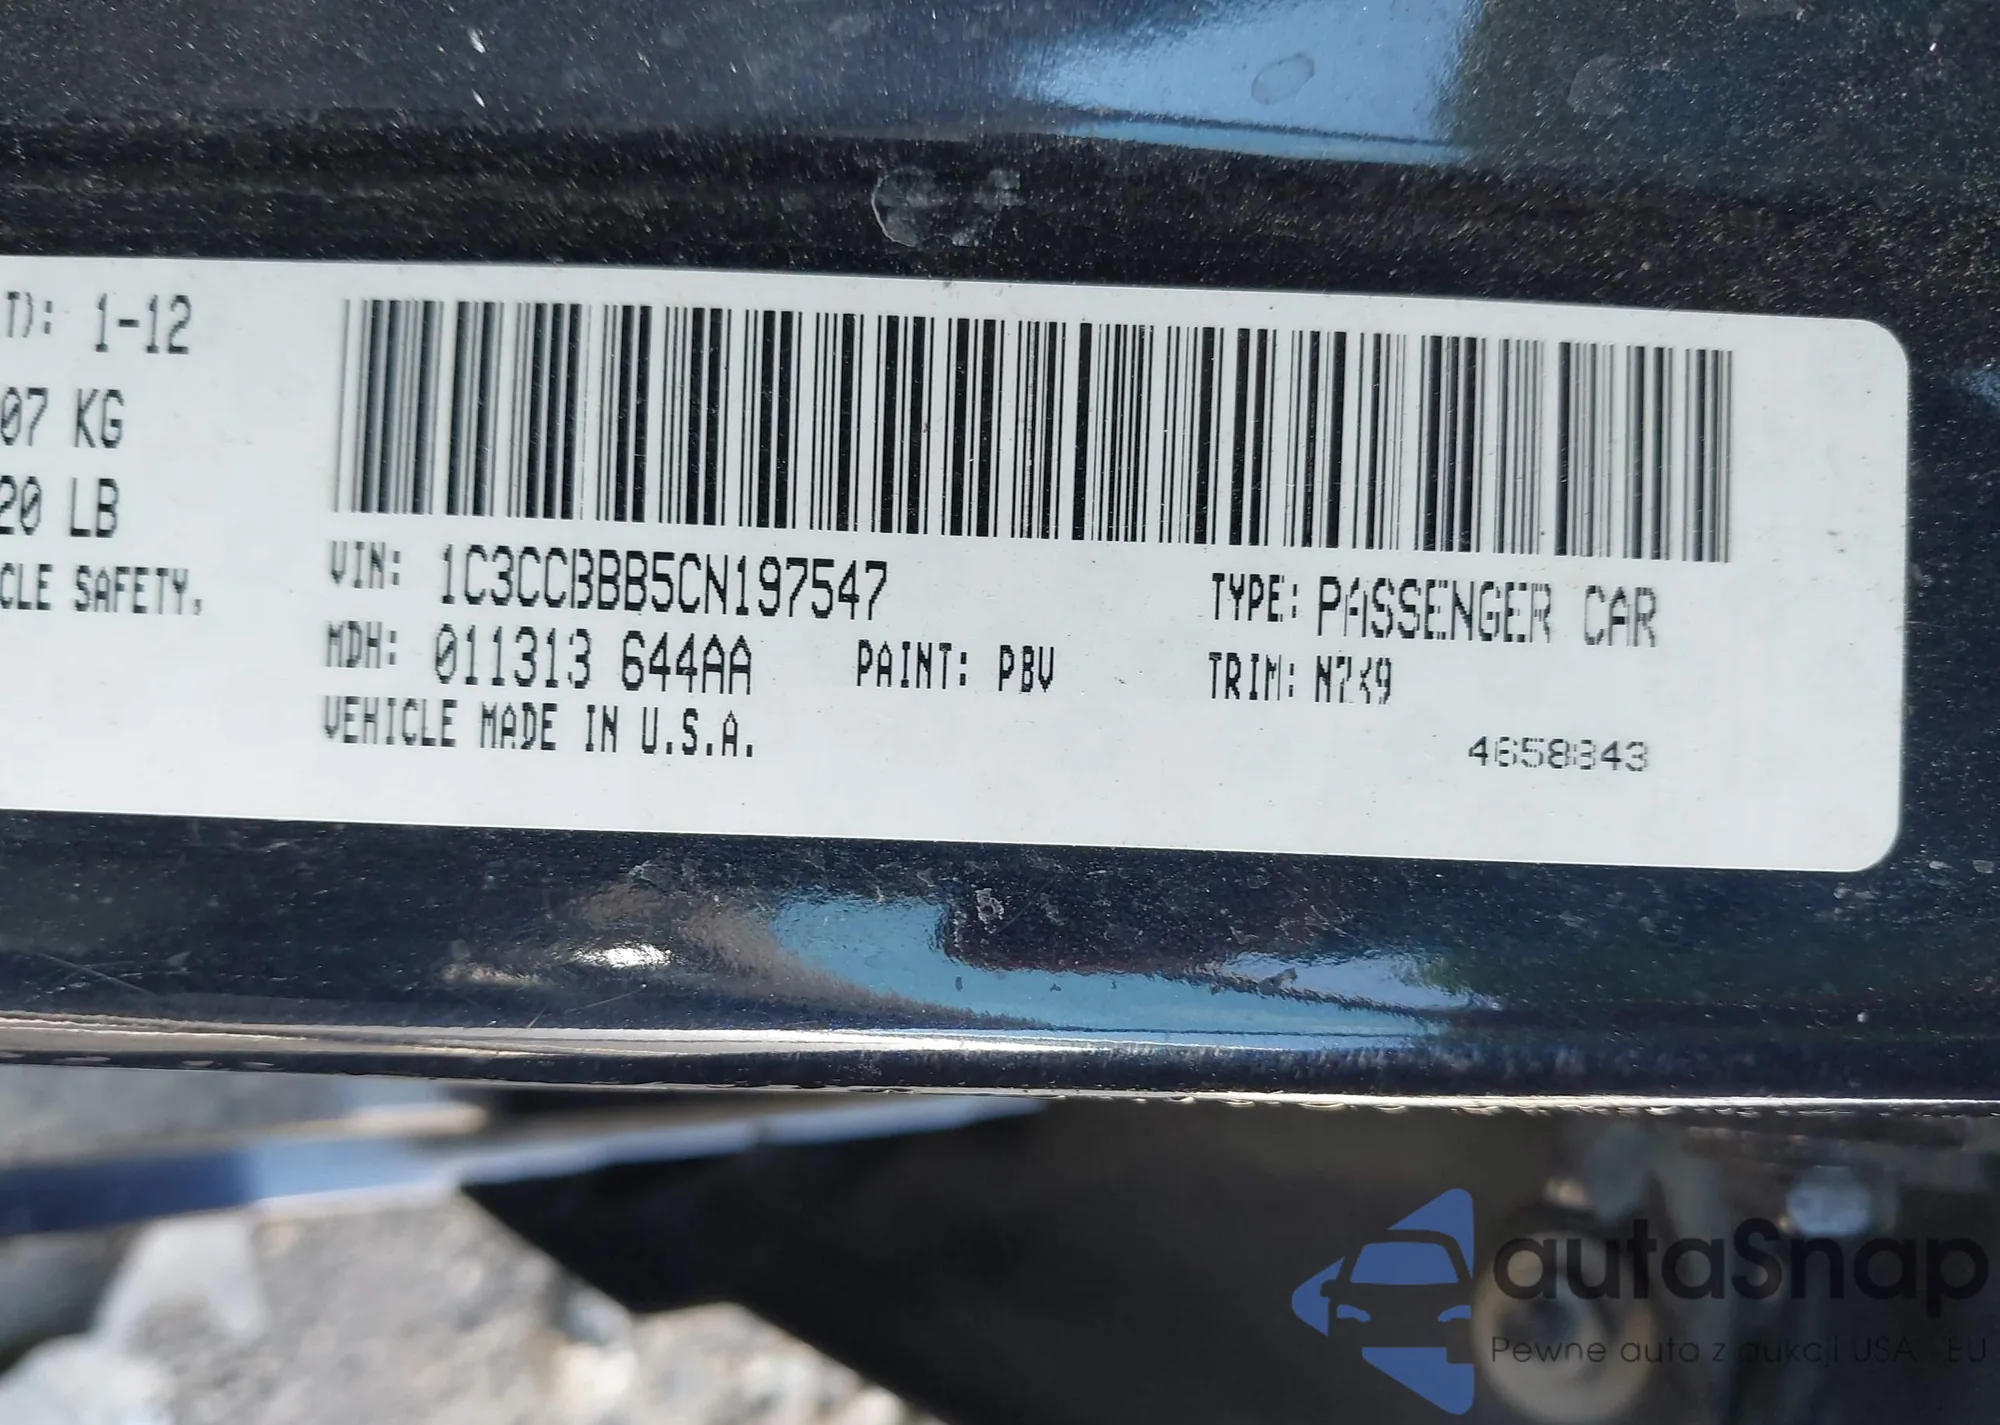 T): 1-12
07 KG
20 LB
CLE SAFETY,
VIN: 1C3CCBBB5CN197547
TYPE: PASSENGER CAR
MDH: 011313 644AA
PAINT: PBV
TRIM: N7X9
VEHICLE MADE IN U.S.A.
4658843
autaSnap
Pewne auta z aukcji USA EU